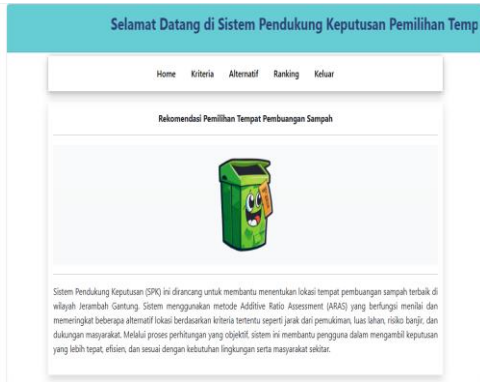 Selamat Datang di Sistem Pendukung Keputusan Pemilihan Temp
Home Kriteria Alternatif Ranking Keluar
Rekomendasi Pemilihan Tempat Pembuangan Sampah
Sistem Pendukung Keputusan (SPK) ini dirancang untuk membantu menentukan lokasi tempat pembuangan sampah terbaik di
wilayah Jerambah Gantung. Sistem menggunakan metode Additive Ratio Assessment (ARAS) yang berfungsi menilai dan
memeringkat beberapa alternatif lokasi berdasarkan kriteria tertentu seperti jarak dari pemukiman, luas lahan, risiko banjir, dan
dukungan masyarakat. Melalui proses perhitungan yang objektif, sistem ini membantu pengguna dalam mengambil keputusan
yang lebih tepat, efisien, dan sesuai dengan kebutuhan lingkungan serta masyarakat sekitar.